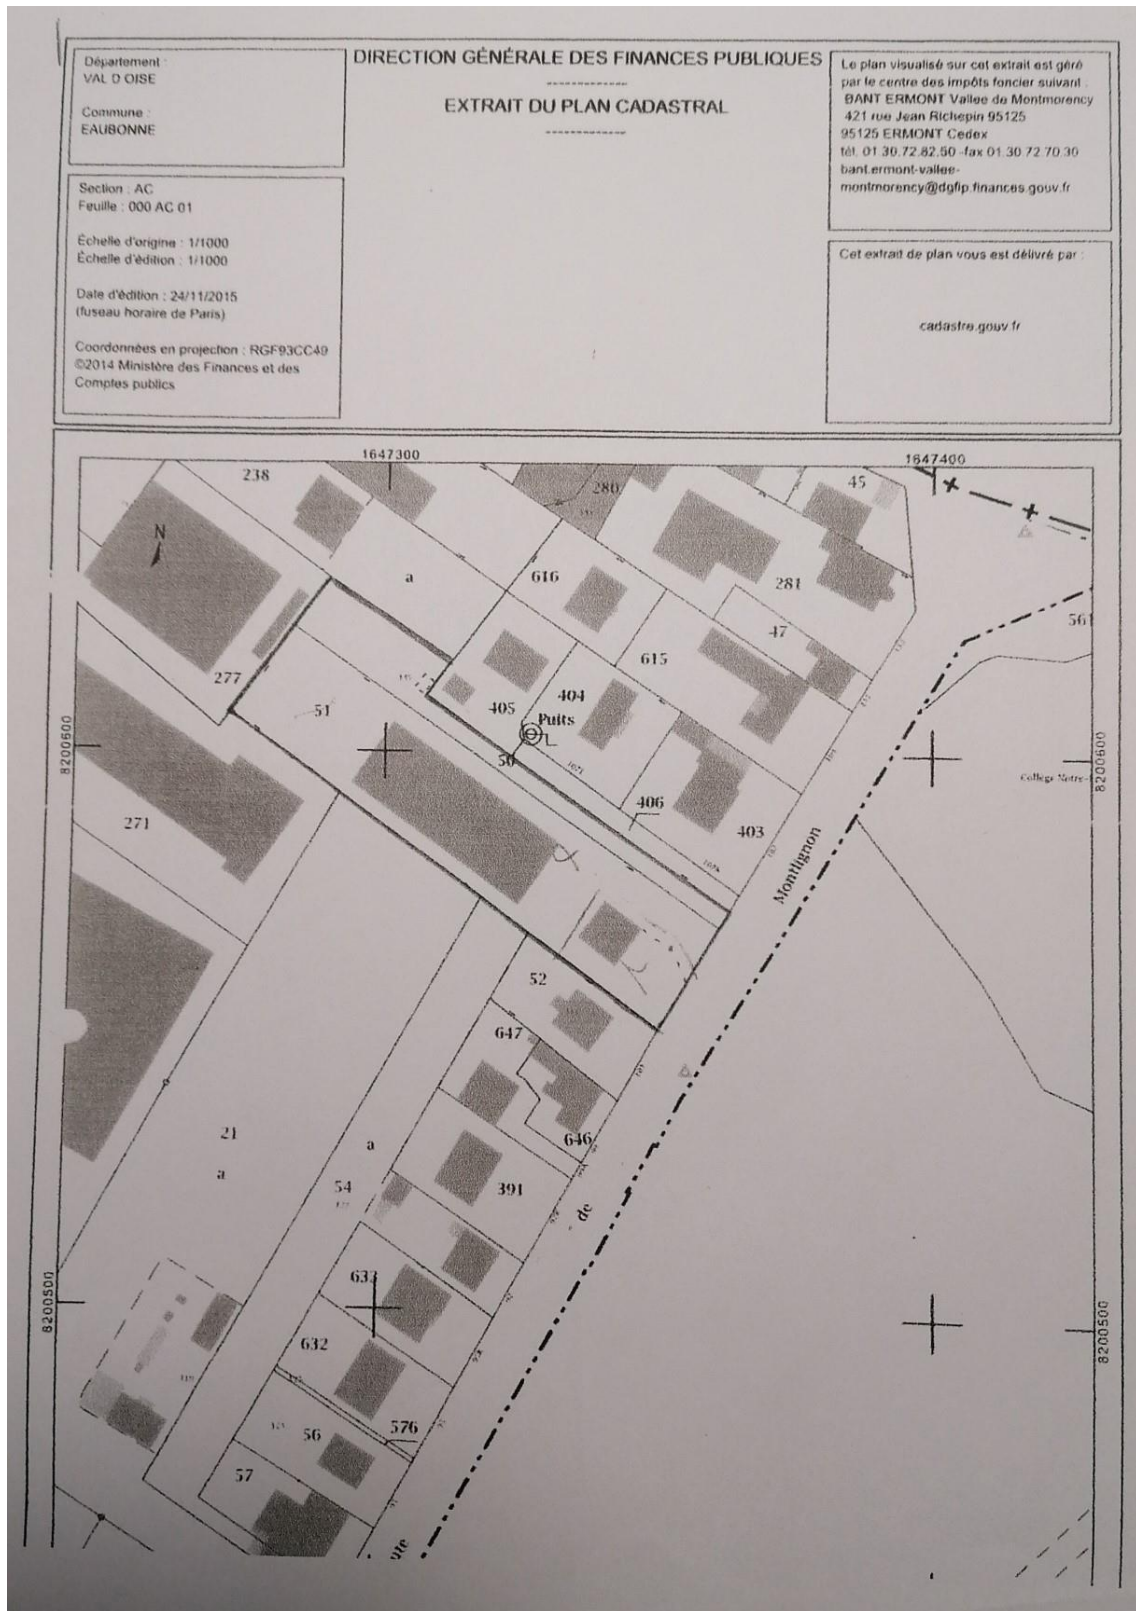 Département :
VAL D OISE
Commune :
EAUBONNE
DIRECTION GÉNÉRALE DES FINANCES PUBLIQUES
-------------
EXTRAIT DU PLAN CADASTRAL
-------------
Le plan visualisé sur cet extrait est géré
par le centre des impôts foncier suivant :
BANT ERMONT Vallee de Montmorency
421 rue Jean Richepin 95125
95125 ERMONT Cedex
tél. 01.30.72.82.50 -fax 01.30.72.70.30
bant.ermont-vallee-
montmorency@dgfip.finances.gouv.fr
Section : AC
Feuille : 000 AC 01
Échelle d'origine : 1/1000
Échelle d'édition : 1/1000
Date d'édition : 24/11/2015
(fuseau horaire de Paris)
Coordonnées en projection : RGF93CC49
©2014 Ministère des Finances et des
Comptes publics
Cet extrait de plan vous est délivré par :
cadastre.gouv.fr
1647300
1647400
238
280
45
N
a
616
281
561
47
615
277
404
51
405
Puits
8200600
8200600
50
College Notre-
406
271
403
Montlignon
52
647
21
646
a
a
54
391
de
633
8200500
8200500
632
576
56
57